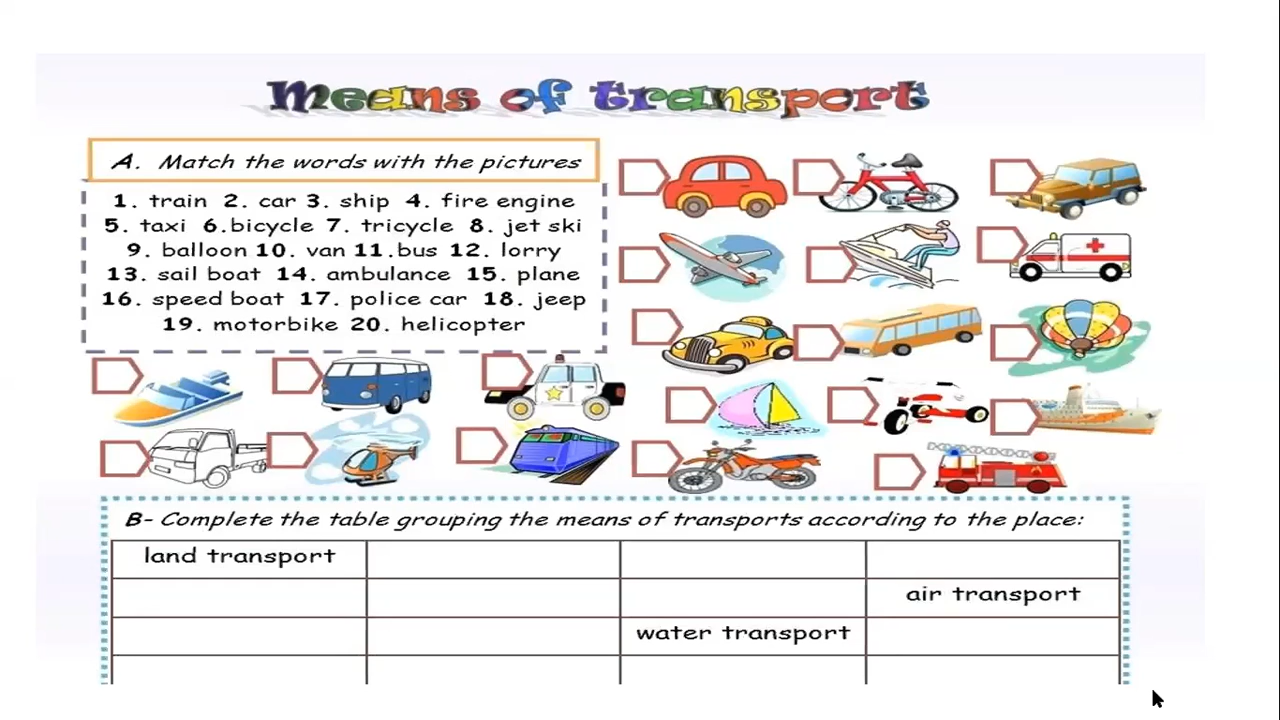 Means of transport
A. Match the words with the pictures
1. train 2. car 3. ship 4. fire engine
5. taxi 6.bicycle 7. tricycle 8. jet ski
9. balloon 10. van 11.bus 12. lorry
13. sail boat 14. ambulance 15. plane
16. speed boat 17. police car 18. jeep
19. motorbike 20. helicopter
B- Complete the table grouping the means of transports according to the place:
land transport
air transport
water transport